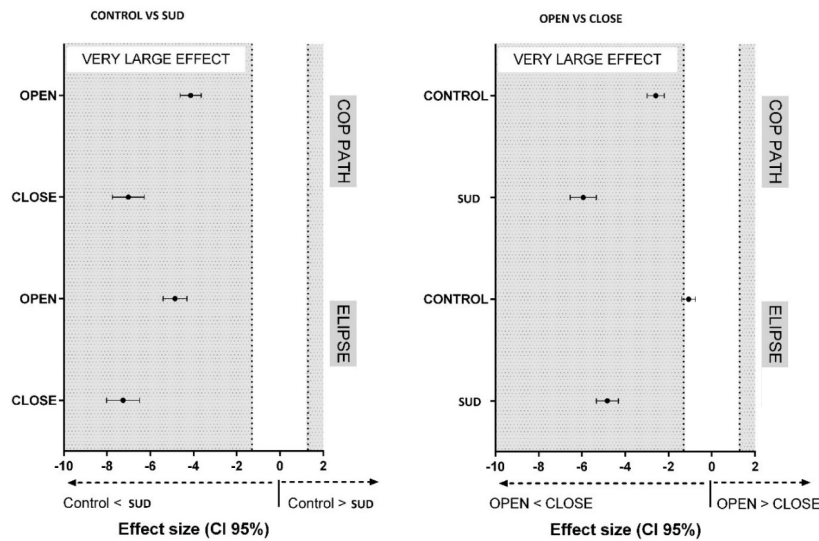 CONTROL VS SUD
VERY LARGE EFFECT
OPEN
CLOSE
OPEN
CLOSE
COP PATH
ELIPSE
-10 -8 -6 -4 -2 0 2
Control < SUD
Control > SUD
Effect size (CI 95%)
OPEN VS CLOSE
VERY LARGE EFFECT
CONTROL
SUD
CONTROL
SUD
COP PATH
ELIPSE
-10 -8 -6 -4 -2 0 2
OPEN < CLOSE
OPEN > CLOSE
Effect size (CI 95%)